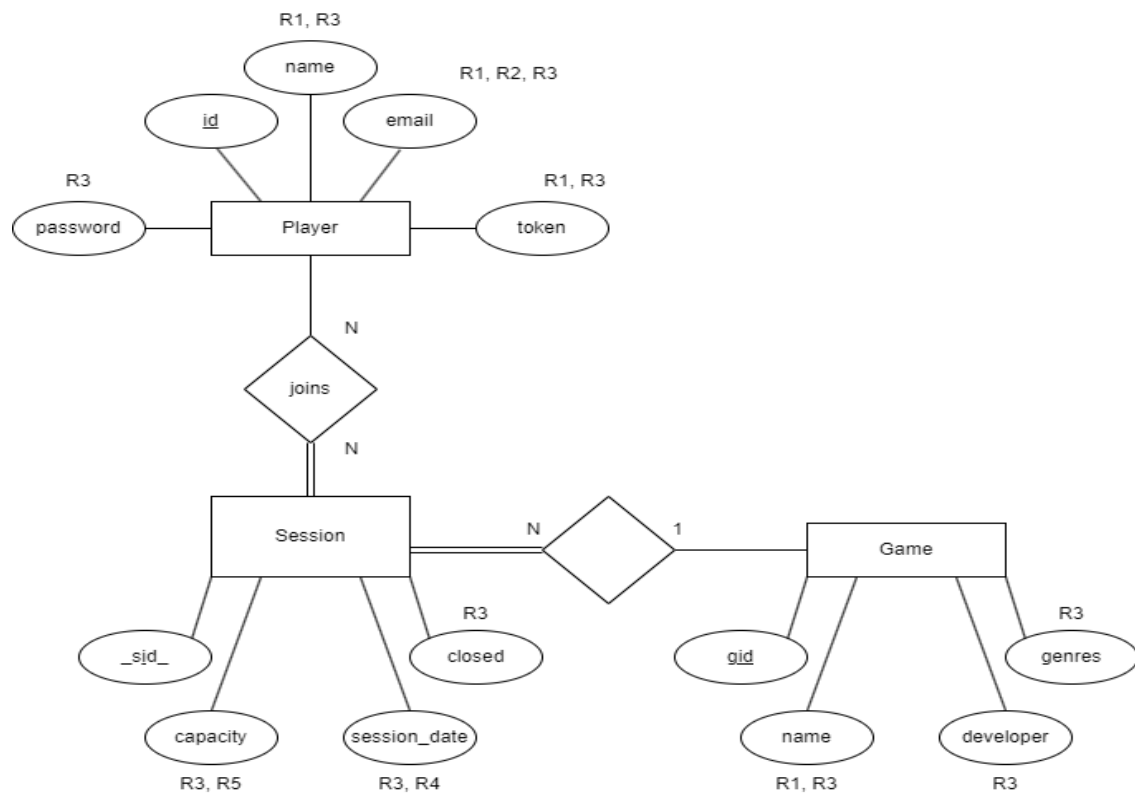 R1, R3
name
R1, R2, R3
id
email
R3
R1, R3
password
Player
token
N
joins
N
Session
N
1
Game
R3
R3
_sid_
closed
gid
genres
capacity
session_date
name
developer
R3, R5
R3, R4
R1, R3
R3